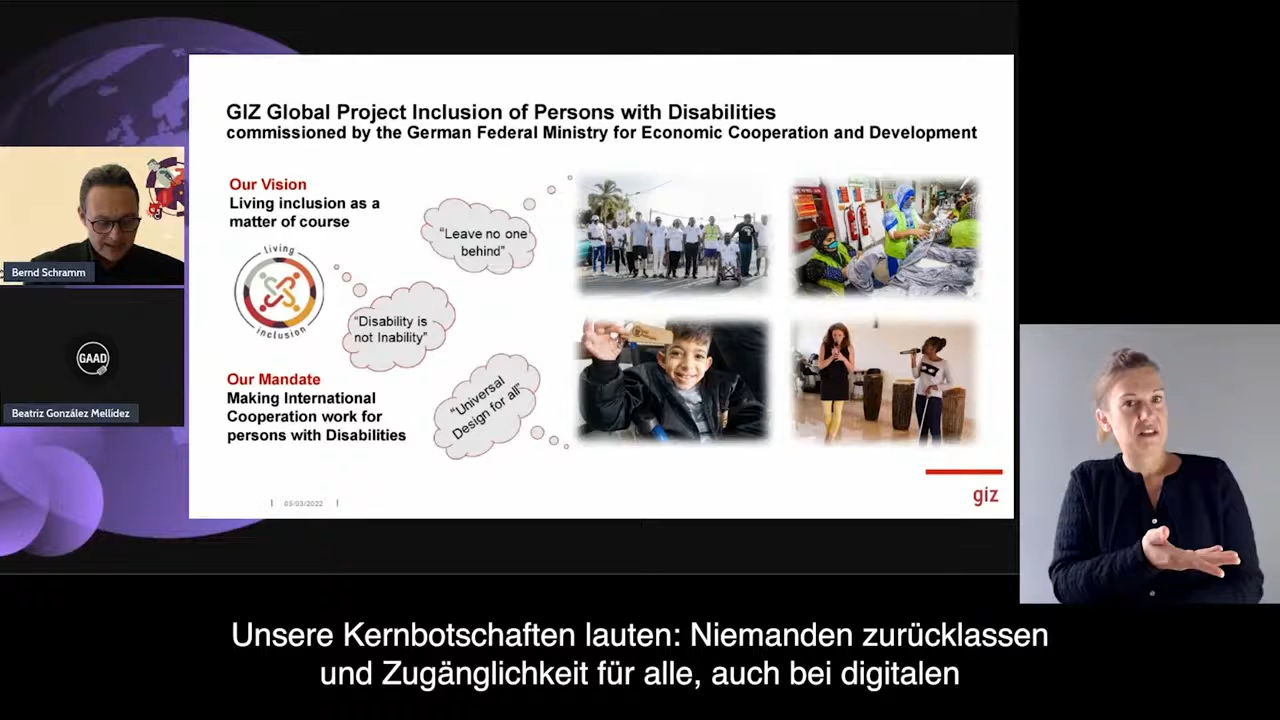 GIZ Global Project Inclusion of Persons with Disabilities
commissioned by the German Federal Ministry for Economic Cooperation and Development
Our Vision
Living inclusion as a
matter of course
living
inclusion
“Leave no one
behind”
“Disability is
not Inability”
Our Mandate
Making International
Cooperation work for
persons with Disabilities
“Universal
Design for all”
05/03/2022
giz
Bernd Schramm
GAAD
Beatriz González Mellídez
Unsere Kernbotschaften lauten: Niemanden zurücklassen
und Zugänglichkeit für alle, auch bei digitalen